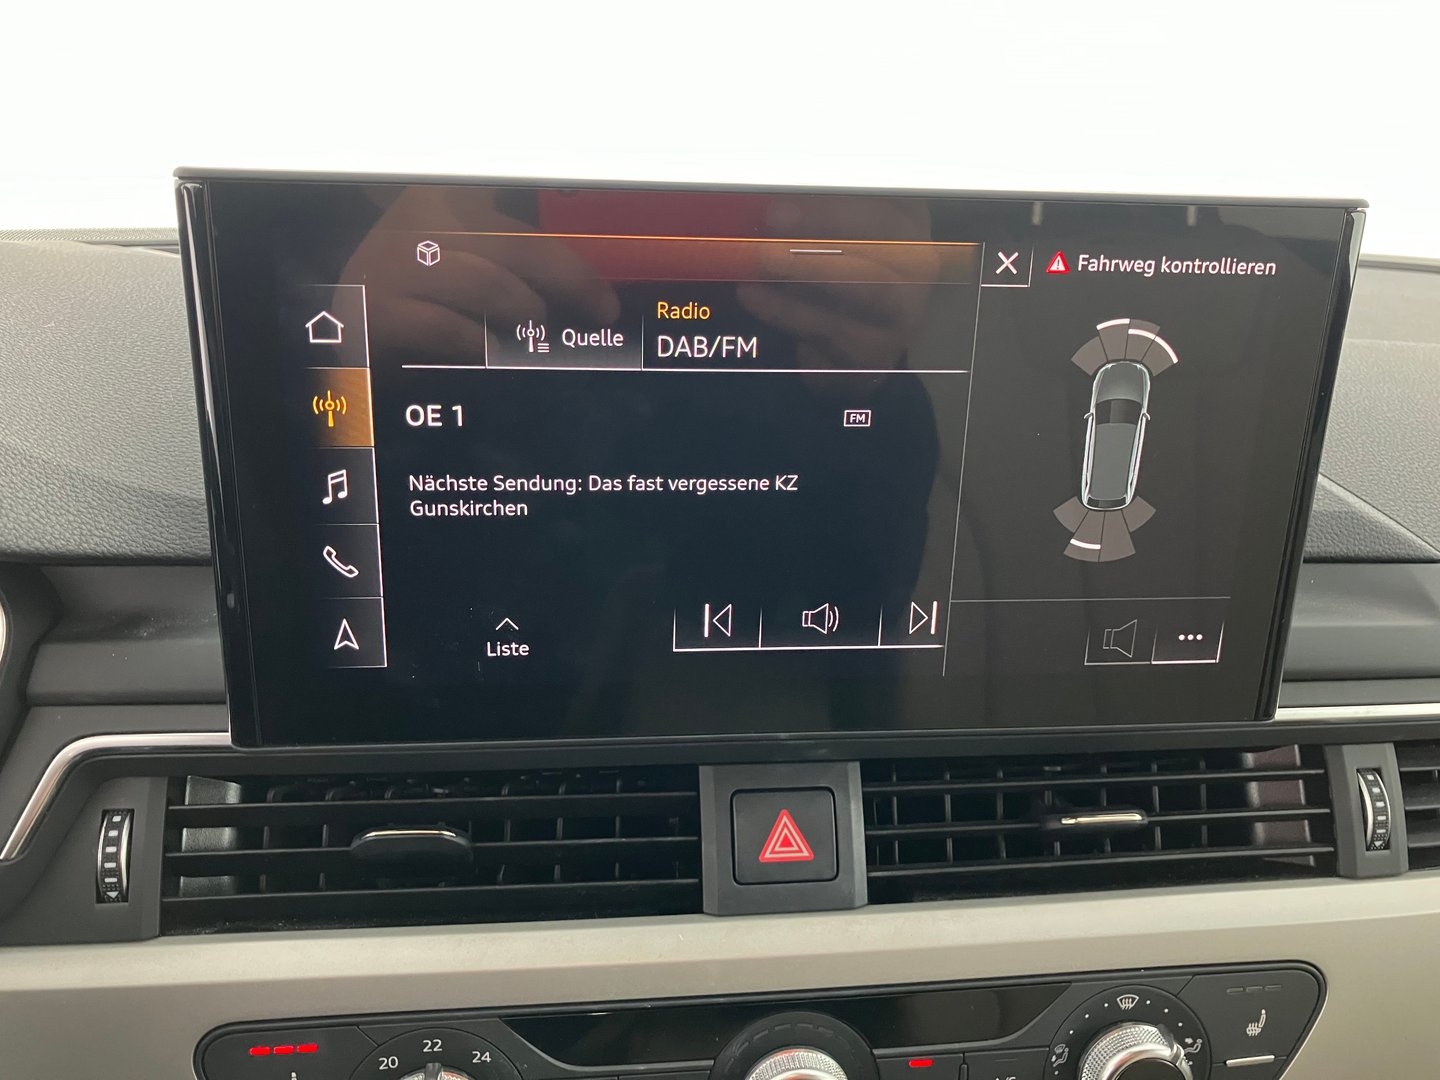 Fahrweg kontrollieren
Radio
Quelle
DAB/FM
OE 1
FM
Nächste Sendung: Das fast vergessene KZ
Gunskirchen
Liste
20 22 24